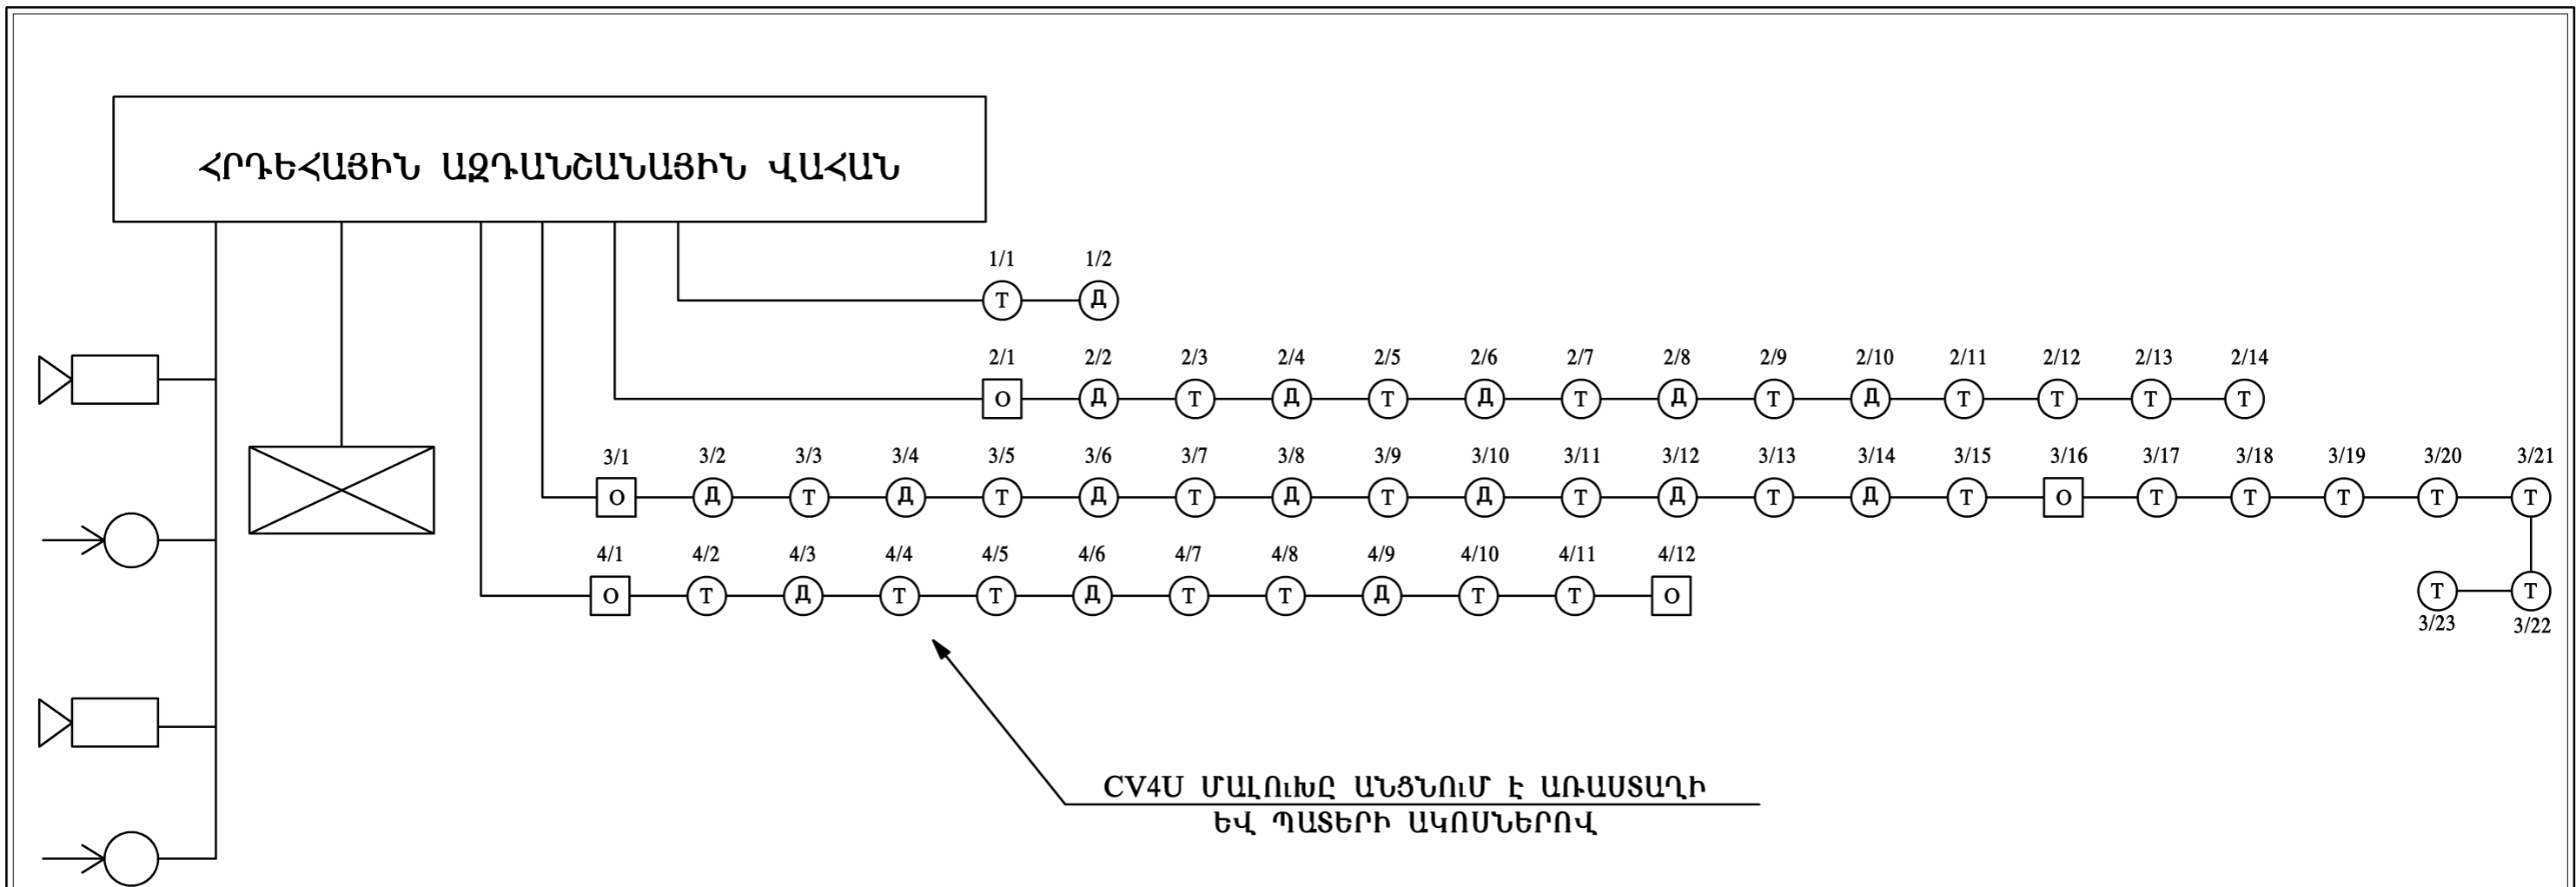 ՀՐԴԵՀԱՅԻՆ ԱԶԴԱՆՇԱՆԱՅԻՆ ՎԱՀԱՆ
1/1 1/2
Т Д
2/1 2/2 2/3 2/4 2/5 2/6 2/7 2/8 2/9 2/10 2/11 2/12 2/13 2/14
О Д Т Д Т Д Т Д Т Д Т Т Т Т
3/1 3/2 3/3 3/4 3/5 3/6 3/7 3/8 3/9 3/10 3/11 3/12 3/13 3/14 3/15 3/16 3/17 3/18 3/19 3/20 3/21
О Д Т Д Т Д Т Д Т Д Т Д Т Д Т О Т Т Т Т Т
4/1 4/2 4/3 4/4 4/5 4/6 4/7 4/8 4/9 4/10 4/11 4/12
О Т Д Т Т Д Т Т Д Т Т О
Т Т
3/23 3/22
CV4U ՄԱԼՈւԽԸ ԱՆՑՆՈւՄ Է ԱՌԱՍՏԱՂԻ
ԵՎ ՊԱՏԵՐԻ ԱԿՈՍՆԵՐՈՎ